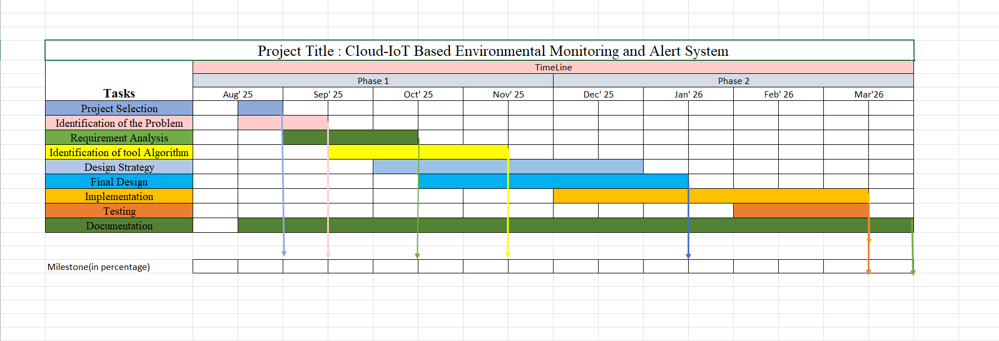 Project Title : Cloud-IoT Based Environmental Monitoring and Alert System
TimeLine
Phase 1 Phase 2
Tasks Aug' 25 Sep' 25 Oct' 25 Nov' 25 Dec' 25 Jan' 26 Feb' 26 Mar'26
Project Selection
Identification of the Problem
Requirement Analysis
Identification of tool Algorithm
Design Strategy
Final Design
Implementation
Testing
Documentation
Milestone(in percentage)